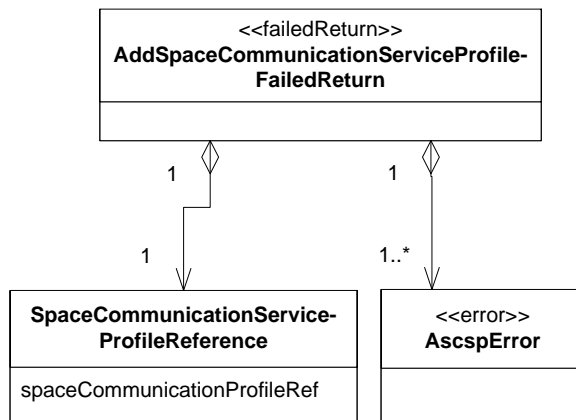 <<failedReturn>>
AddSpaceCommunicationServiceProfile-
FailedReturn
1
1
1
1..*
SpaceCommunicationService-
ProfileReference
spaceCommunicationProfileRef
<<error>>
AscspError